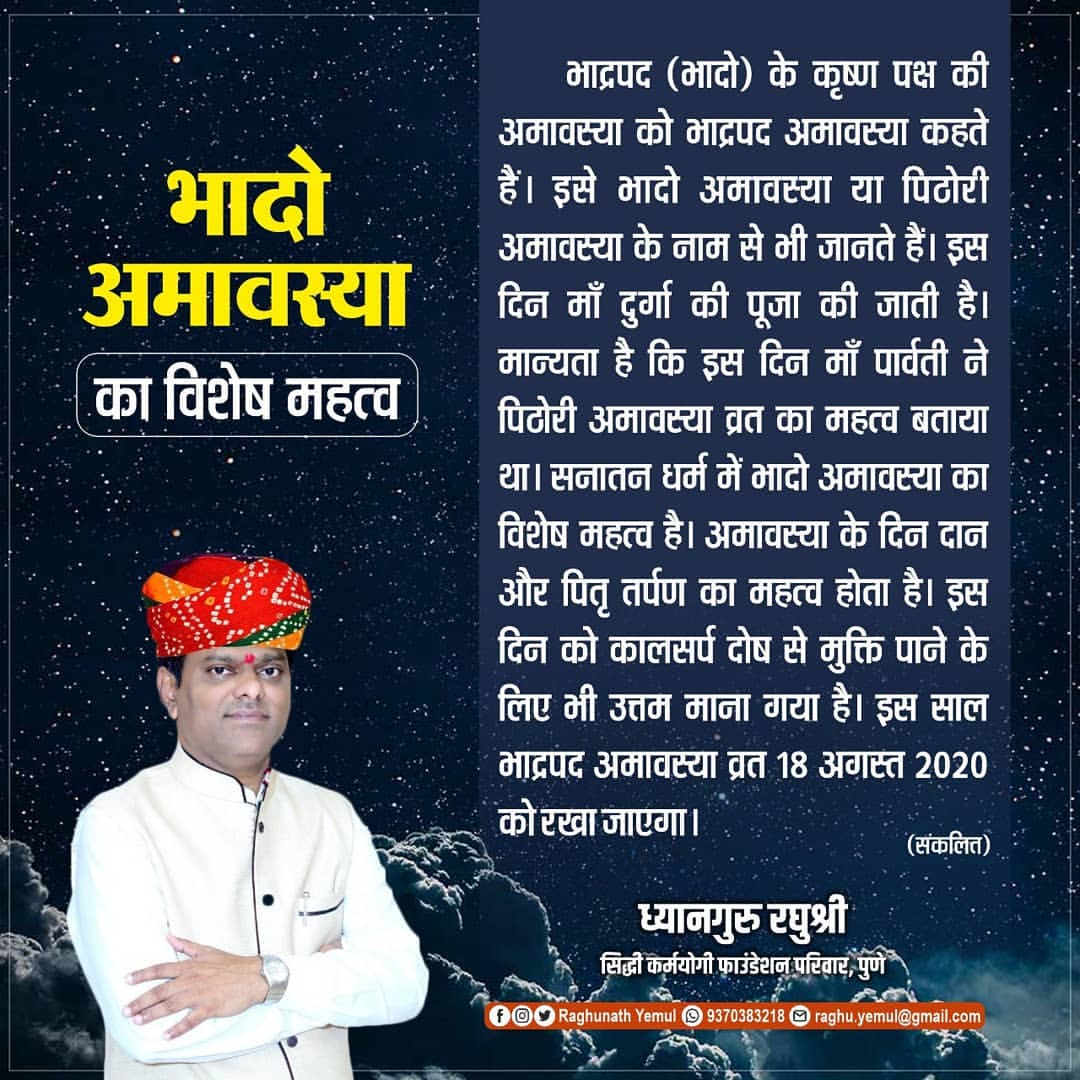 भादो
अमावस्या
का विशेष महत्व
भाद्रपद (भादो) के कृष्ण पक्ष की
अमावस्या को भाद्रपद अमावस्या कहते
हैं। इसे भादो अमावस्या या पिठोरी
अमावस्या के नाम से भी जानते हैं। इस
दिन माँ दुर्गा की पूजा की जाती है।
मान्यता है कि इस दिन माँ पार्वती ने
पिठोरी अमावस्या व्रत का महत्व बताया
था। सनातन धर्म में भादो अमावस्या का
विशेष महत्व है। अमावस्या के दिन दान
और पितृ तर्पण का महत्व होता है। इस
दिन को कालसर्प दोष से मुक्ति पाने के
लिए भी उत्तम माना गया है। इस साल
भाद्रपद अमावस्या व्रत 18 अगस्त 2020
को रखा जाएगा।
(संकलित)
ध्यानगुरु रघुश्री
सिद्धी कर्मयोगी फाउंडेशन परिवार, पुणे
Raghunath Yemul 9370383218 raghu.yemul@gmail.com